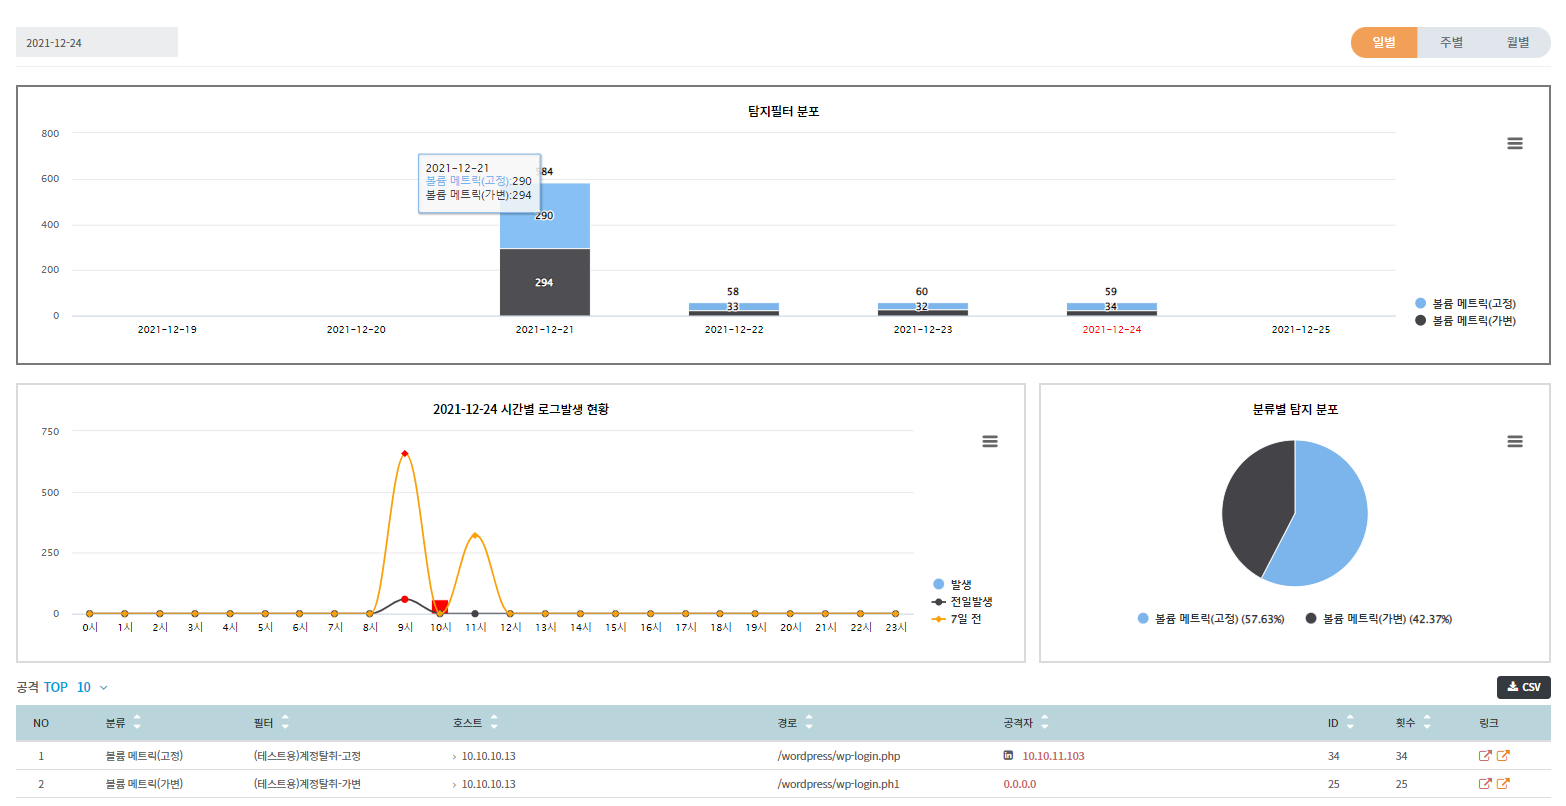 2021-12-24
일별 주별 월별
탐지필터 분포
800
600
400
200
0
2021-12-21
볼륨 메트릭(고정):290
볼륨 메트릭(가변):294
584
290
294
58
33
60
32
59
34
2021-12-19 2021-12-20 2021-12-21 2021-12-22 2021-12-23 2021-12-24 2021-12-25
볼륨 메트릭(고정)
볼륨 메트릭(가변)
2021-12-24 시간별 로그발생 현황
750
500
250
0
0시 1시 2시 3시 4시 5시 6시 7시 8시 9시 10시 11시 12시 13시 14시 15시 16시 17시 18시 19시 20시 21시 22시 23시
발생
전일발생
7일 전
분류별 탐지 분포
볼륨 메트릭(고정) (57.63%) 볼륨 메트릭(가변) (42.37%)
공격 TOP 10
CSV
NO 분류 필터 호스트 경로 공격자 ID 횟수 링크
1 볼륨 메트릭(고정) (테스트용)계정탈취-고정 › 10.10.10.13 /wordpress/wp-login.php in 10.10.11.103 34 34
2 볼륨 메트릭(가변) (테스트용)계정탈취-가변 › 10.10.10.13 /wordpress/wp-login.ph1 0.0.0.0 25 25